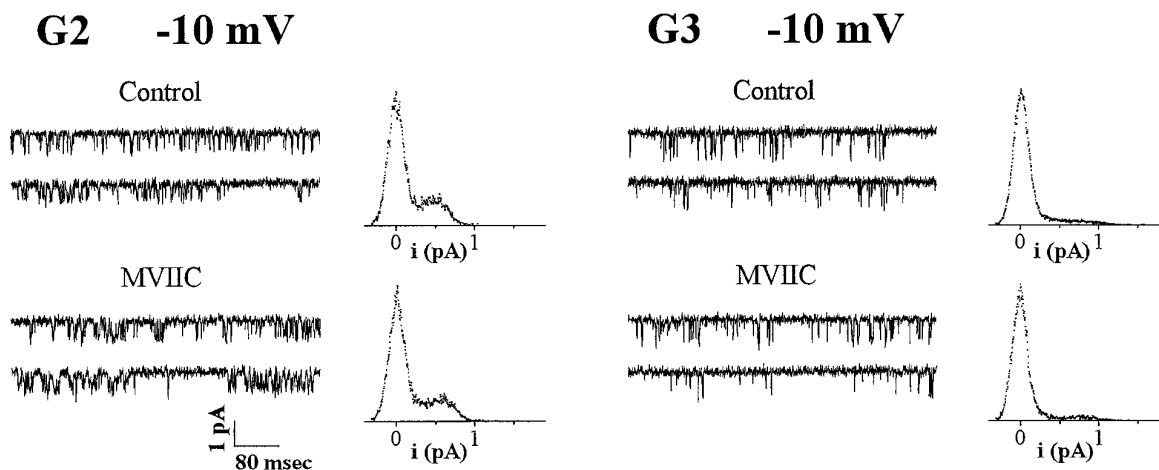 G2 -10 mV
Control
0 1
i (pA)
MVIIC
0 1
i (pA)
1 pA
80 msec
G3 -10 mV
Control
0 1
i (pA)
MVIIC
0 1
i (pA)